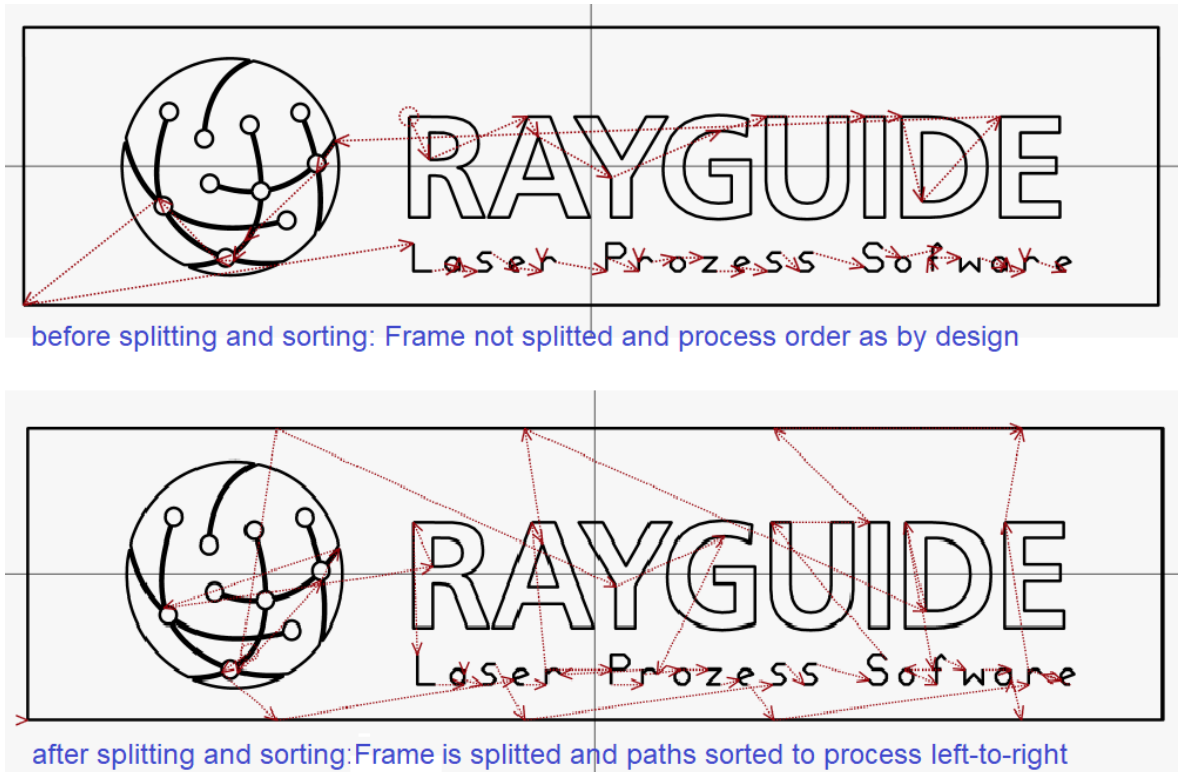 RAYGUIDE
Laser Prozess Software
before splitting and sorting: Frame not splitted and process order as by design
RAYGUIDE
Laser Prozess Software
after splitting and sorting:Frame is splitted and paths sorted to process left-to-right